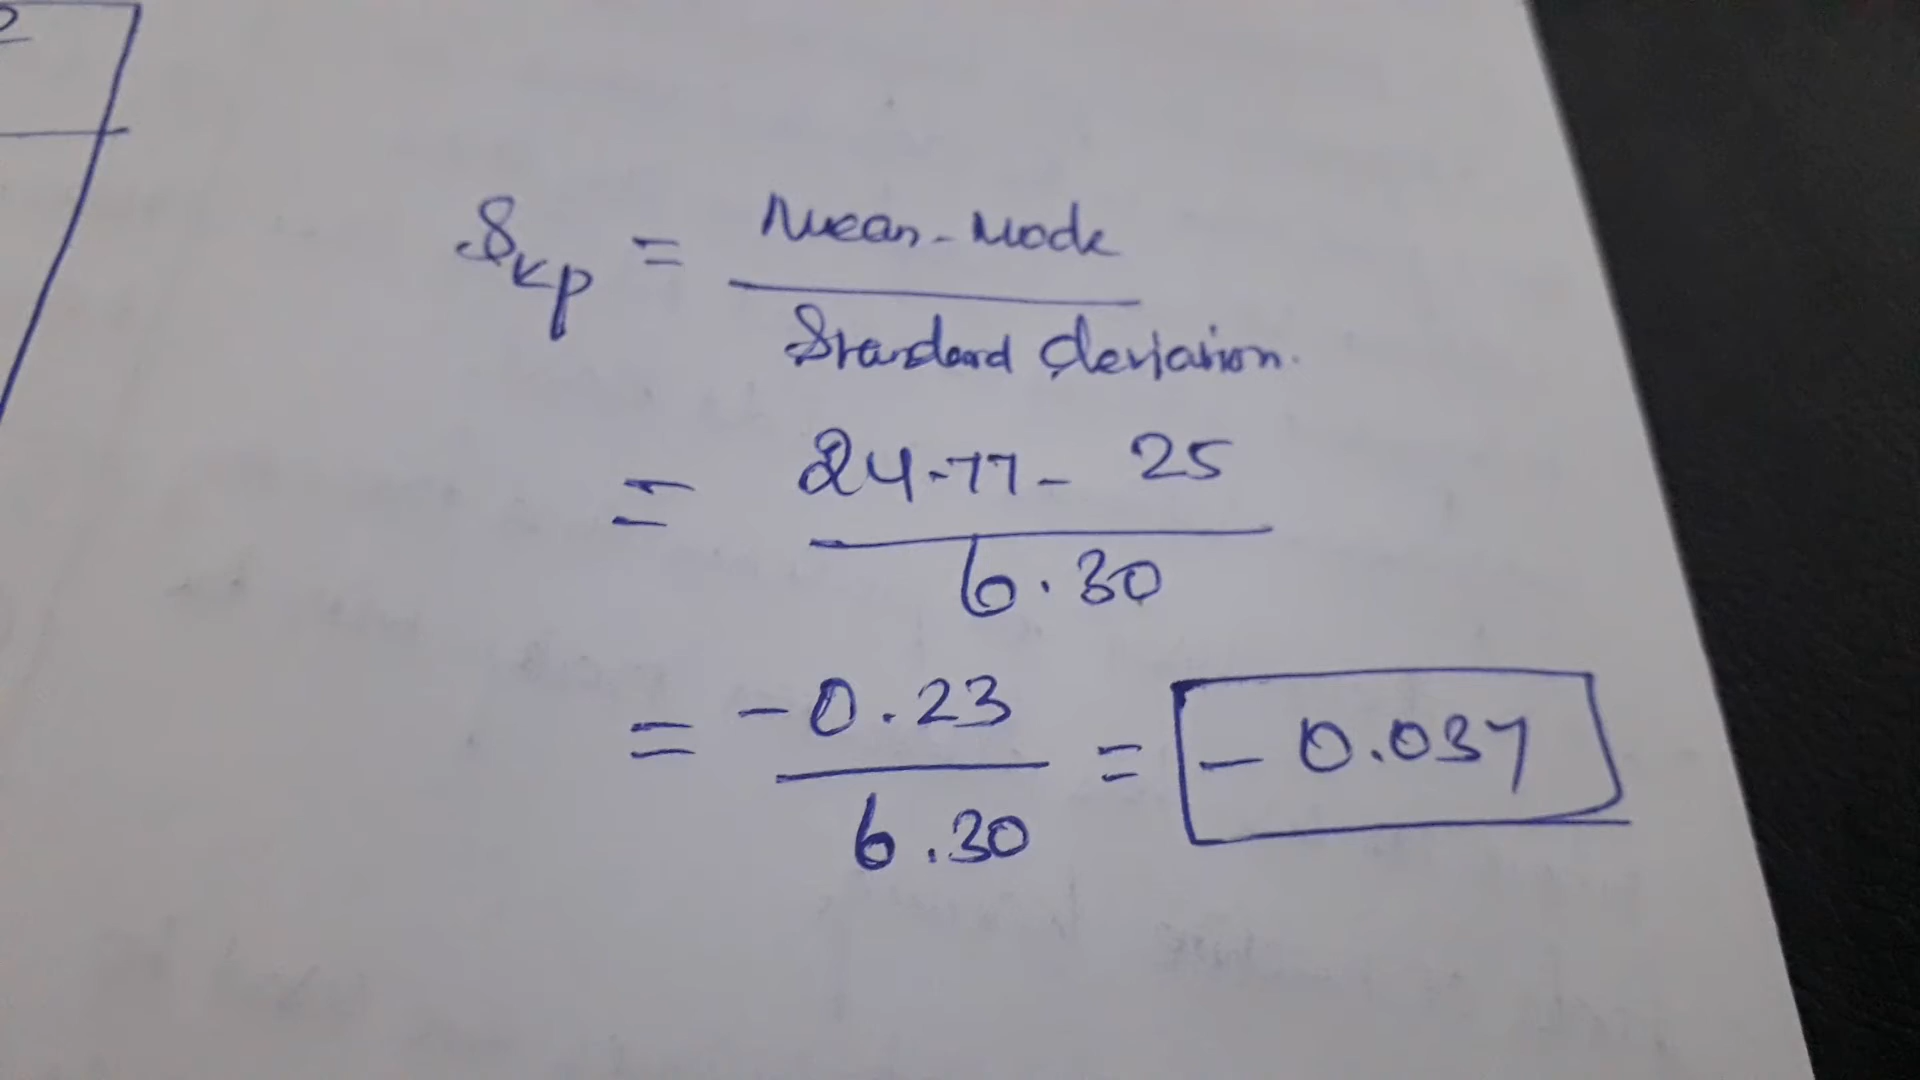 Skp = Mean - Mode
Standard deviation.
= 24.77 - 25
6.30
= -0.23 = - 0.037
6.30